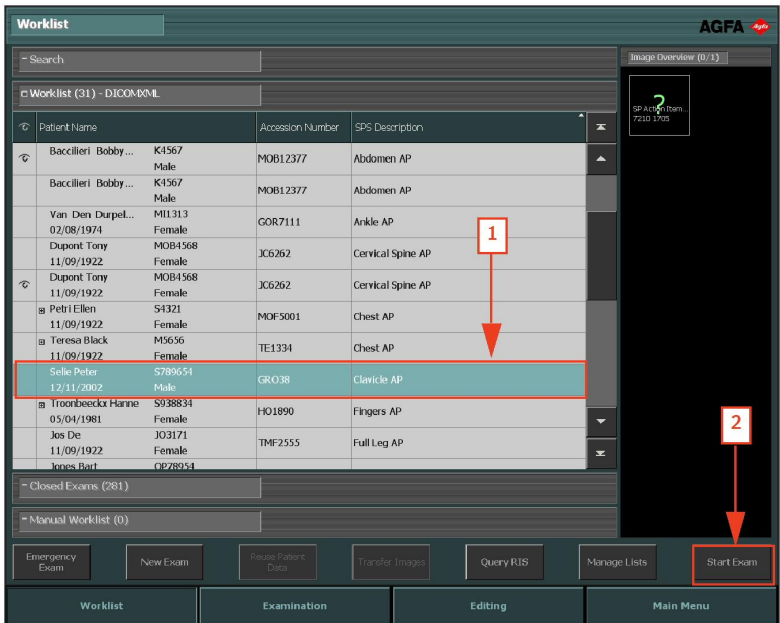 Worklist
AGFA
Agfa
Search
Image Overview (0/1)
Worklist (31) - DICOMXML
?
SP Action Item...
7210 1705
Patient Name Accession Number SPS Description
Baccilieri Bobby... K4567
Male
MOB12377 Abdomen AP
Baccilieri Bobby... K4567
Male
MOB12377 Abdomen AP
Van Den Durpel... MI1313
02/08/1974 Female
GOR7111 Ankle AP
1
Dupont Tony MOB4568
11/09/1922 Female
JC6262 Cervical Spine AP
Dupont Tony MOB4568
11/09/1922 Female
JC6262 Cervical Spine AP
Petri Ellen S4321
11/09/1922 Female
MOF5001 Chest AP
Teresa Black M5656
11/09/1922 Female
TE1334 Chest AP
Selie Peter S789654
12/11/2002 Male
GRO38 Clavicle AP
Troonbeeckx Hanne S938834
05/04/1981 Female
HO1890 Fingers AP
2
Jos De JO3171
11/09/1922 Female
TMF2555 Full Leg AP
Jones Bart OP78954
Closed Exams (281)
Manual Worklist (0)
Emergency
Exam
New Exam
Reuse Patient
Data
Transfer Images
Query RIS
Manage Lists
Start Exam
Worklist Examination Editing Main Menu